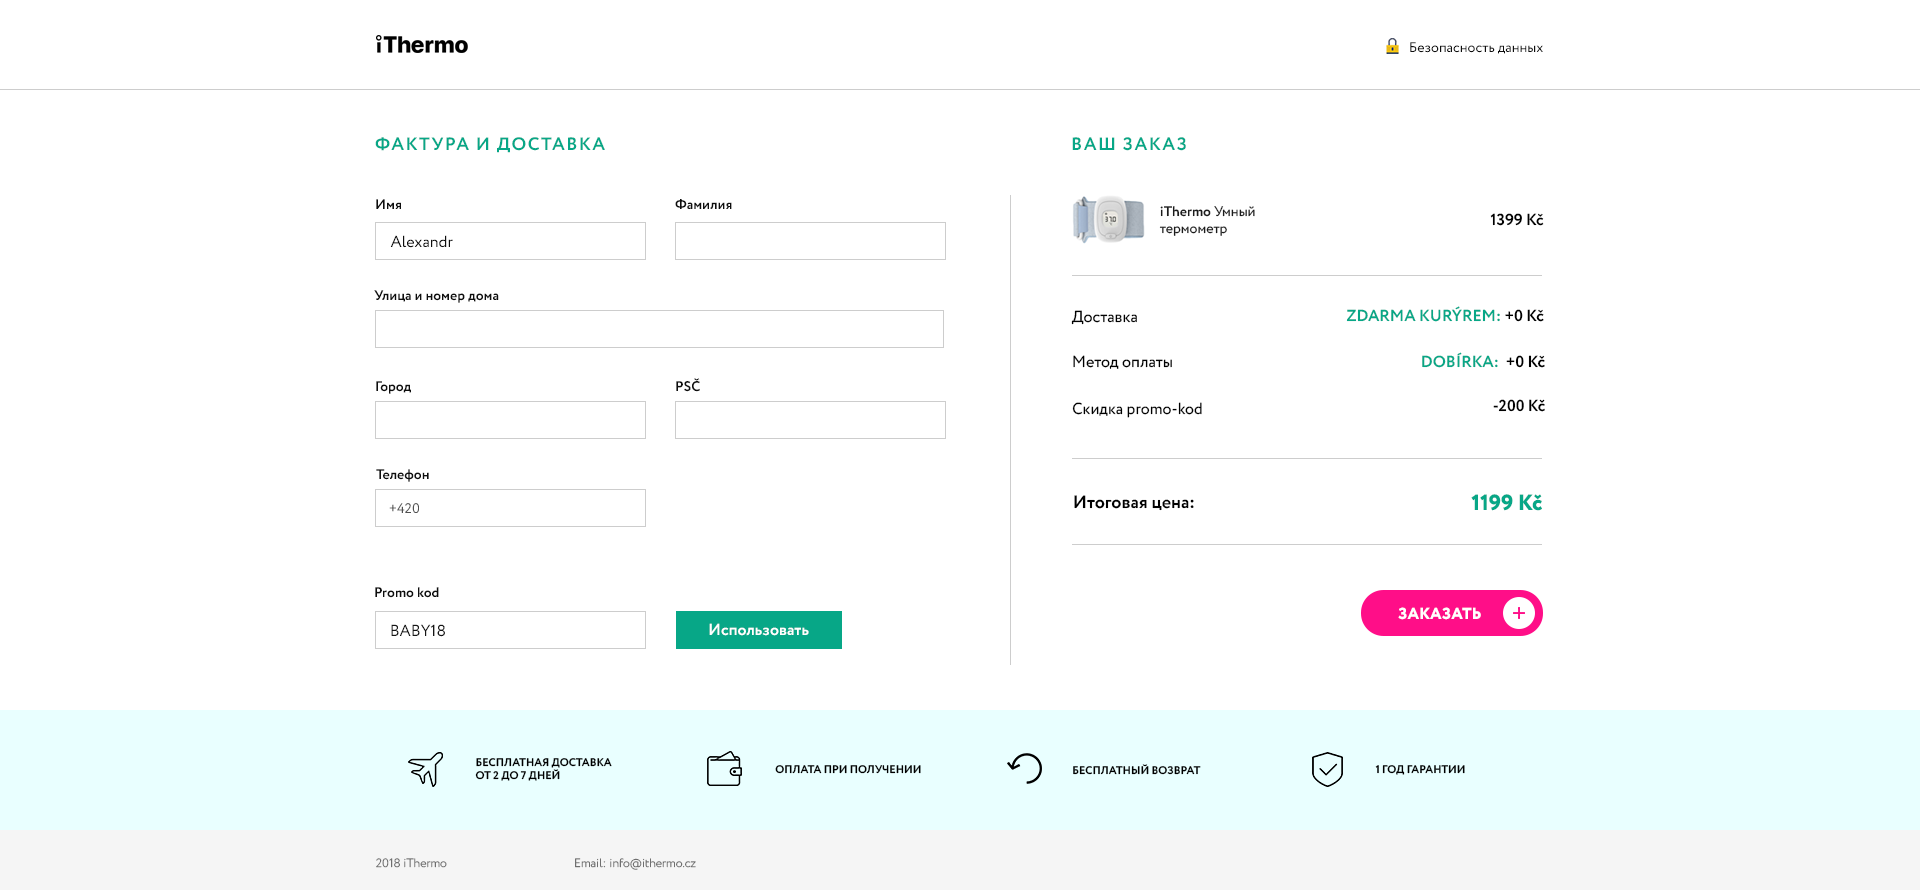 iThermo
Безопасность данных
ФАКТУРА И ДОСТАВКА
Имя
Фамилия
Alexandr
Улица и номер дома
Город
PSČ
Телефон
+420
Promo kod
BABY18
Использовать
ВАШ ЗАКАЗ
37.0
iThermo Умный
термометр
1399 Kč
Доставка
ZDARMA KURÝREM: +0 Kč
Метод оплаты
DOBÍRKA: +0 Kč
Скидка promo-kod
-200 Kč
Итоговая цена:
1199 Kč
ЗАКАЗАТЬ
БЕСПЛАТНАЯ ДОСТАВКА
ОТ 2 ДО 7 ДНЕЙ
ОПЛАТА ПРИ ПОЛУЧЕНИИ
БЕСПЛАТНЫЙ ВОЗВРАТ
1 ГОД ГАРАНТИИ
2018 iThermo
Email: info@ithermo.cz